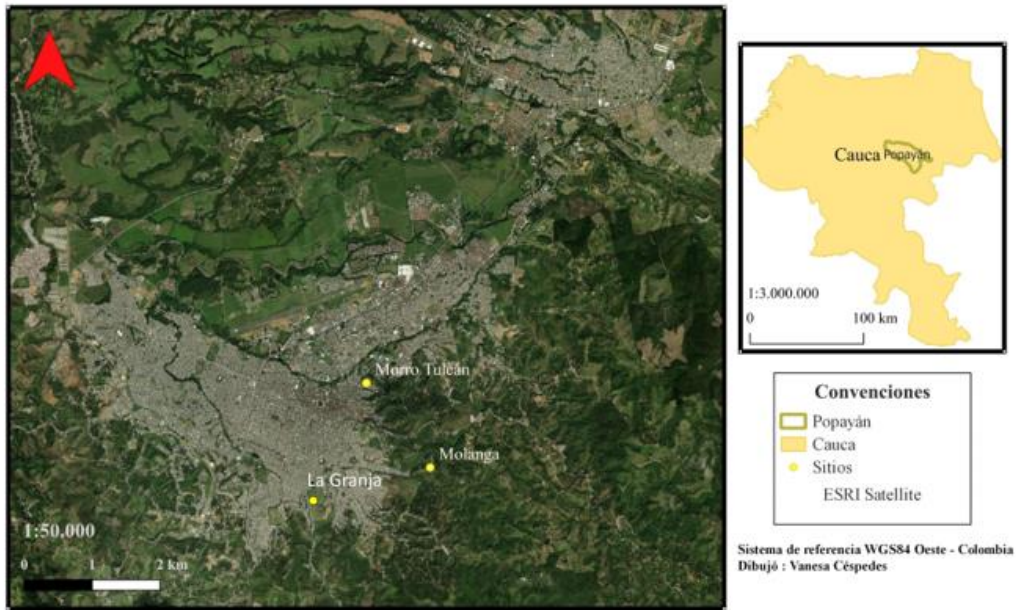 Morro Tulcán
Molanga
La Granja
1:50.000
0 1 2 km
Cauca Popayán
1:3.000.000
0 100 km
Convenciones
Popayán
Cauca
Sitios
ESRI Satellite
Sistema de referencia WGS84 Oeste - Colombia
Dibujó : Vanesa Céspedes